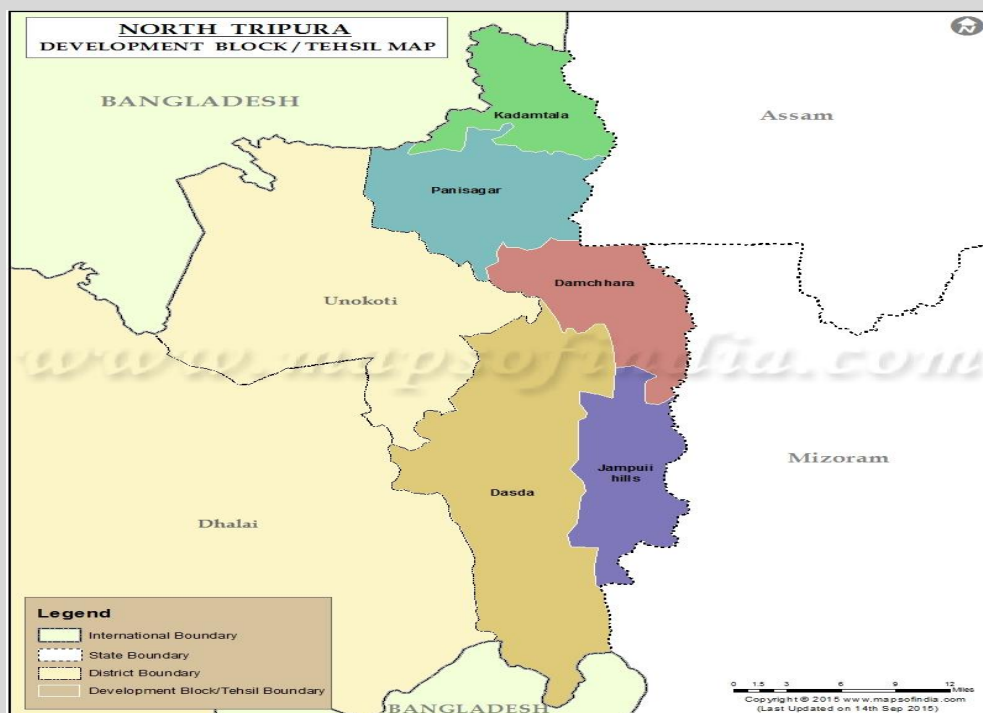 NORTH TRIPURA
DEVELOPMENT BLOCK / TEHSIL MAP
N
BANGLADESH
Assam
Kadamtala
Panisagar
Damchhara
Unokoti
www.mapsofindia.com
Mizoram
Jampuii
hills
Dasda
Dhalai
Legend
International Boundary
State Boundary
District Boundary
Development Block/Tehsil Boundary
BANGLADESH
0 1.5 3 6 9 12
Miles
Copyright © 2015 www.mapsofindia.com
(Last Updated on 14th Sep 2015)